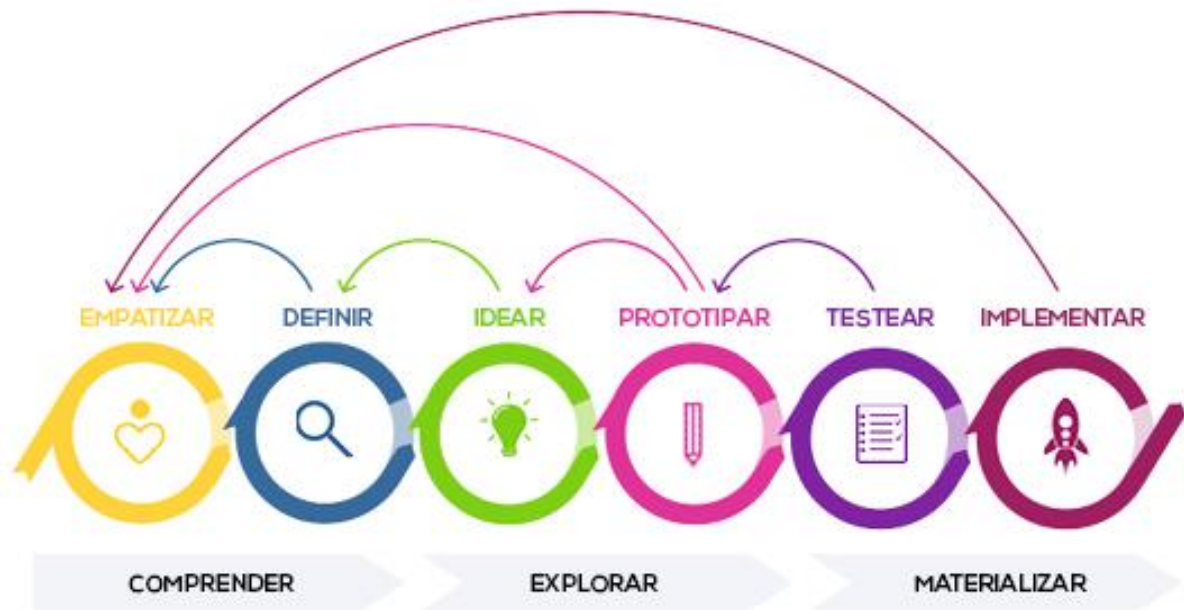 EMPATIZAR DEFINIR IDEAR PROTOTIPAR TESTEAR IMPLEMENTAR
COMPRENDER EXPLORAR MATERIALIZAR